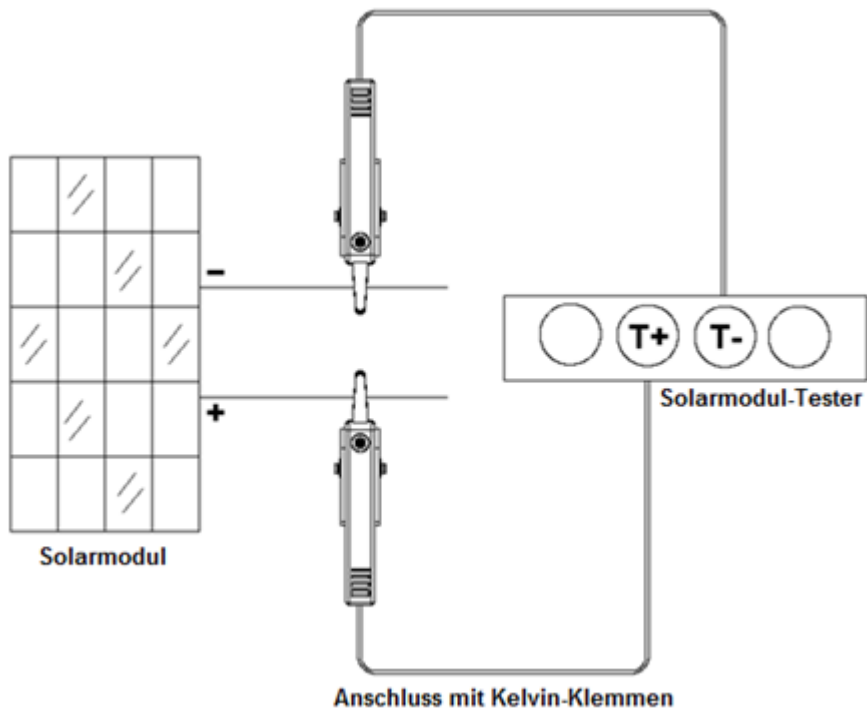 -
T+ T-
Solarmodul-Tester
+
Solarmodul
Anschluss mit Kelvin-Klemmen